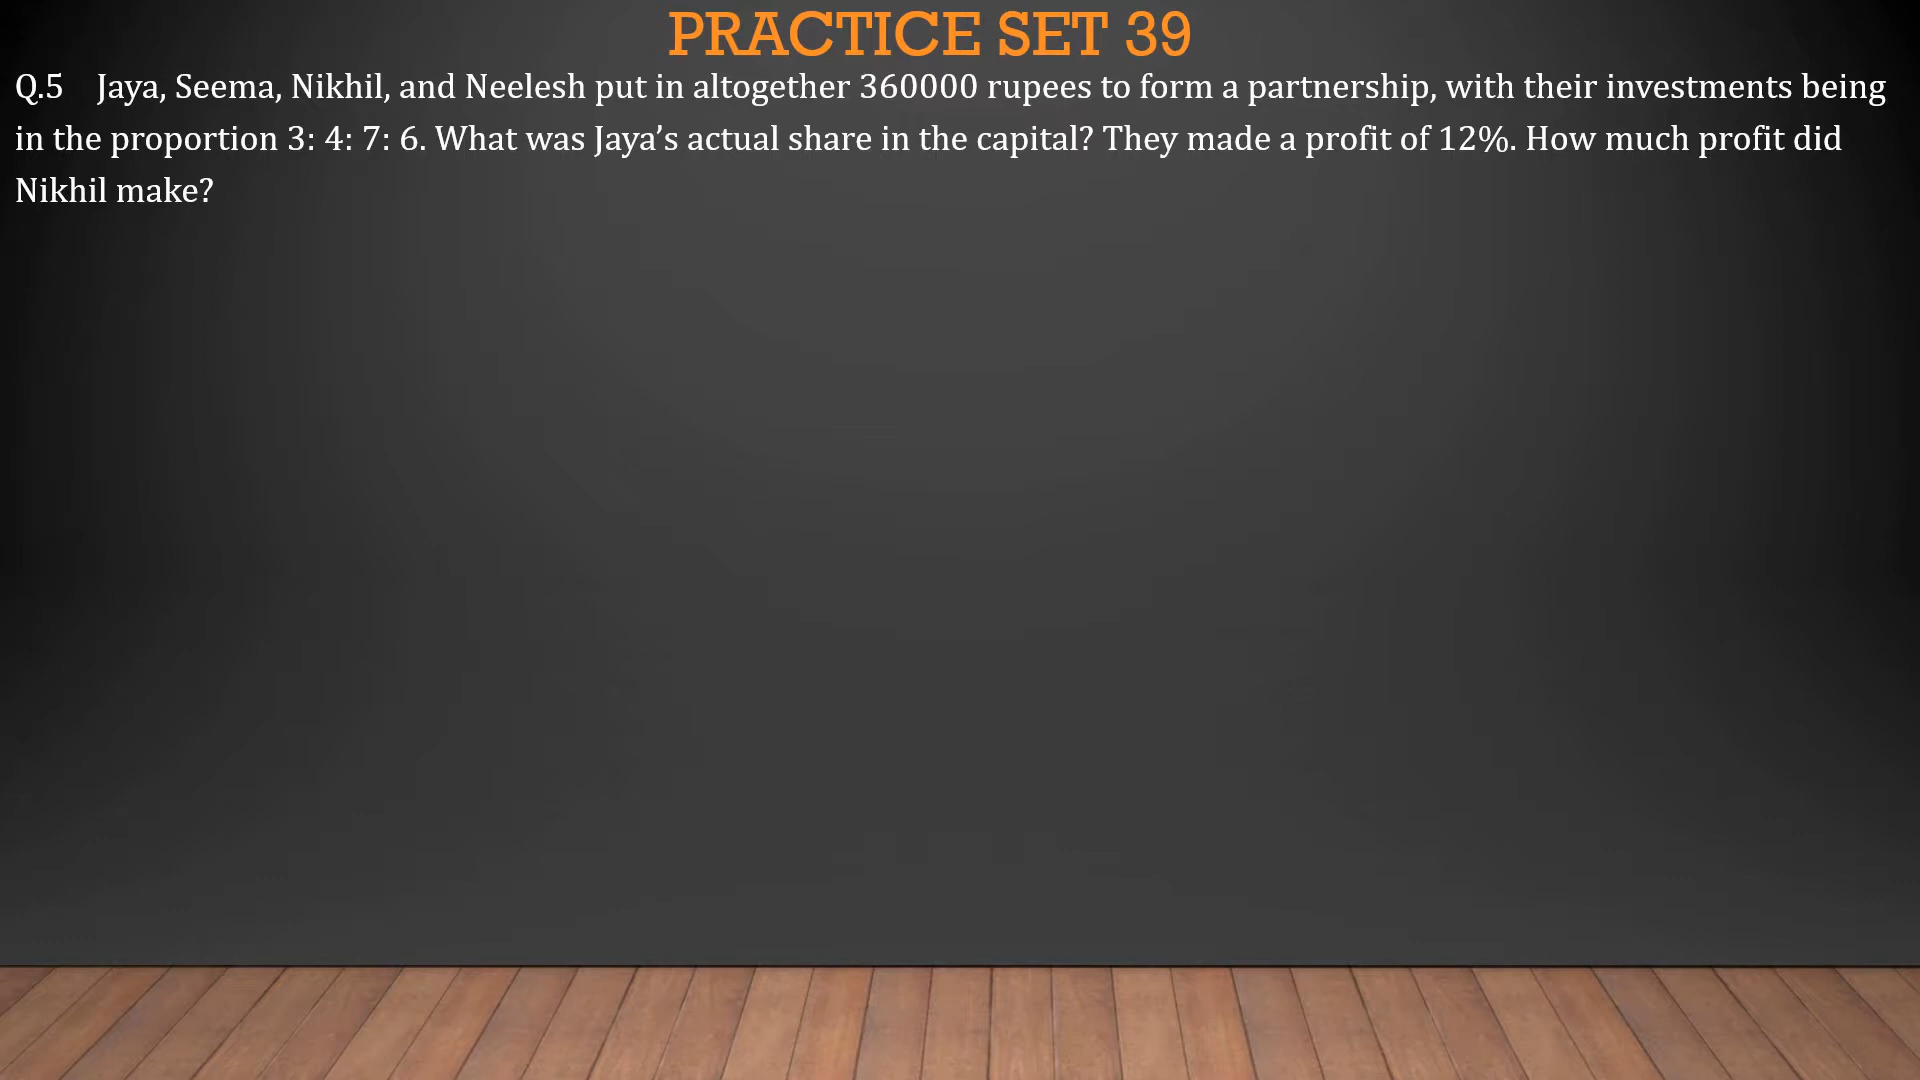 PRACTICE SET 39
Q.5 Jaya, Seema, Nikhil, and Neelesh put in altogether 360000 rupees to form a partnership, with their investments being
in the proportion 3: 4: 7: 6. What was Jaya’s actual share in the capital? They made a profit of 12%. How much profit did
Nikhil make?